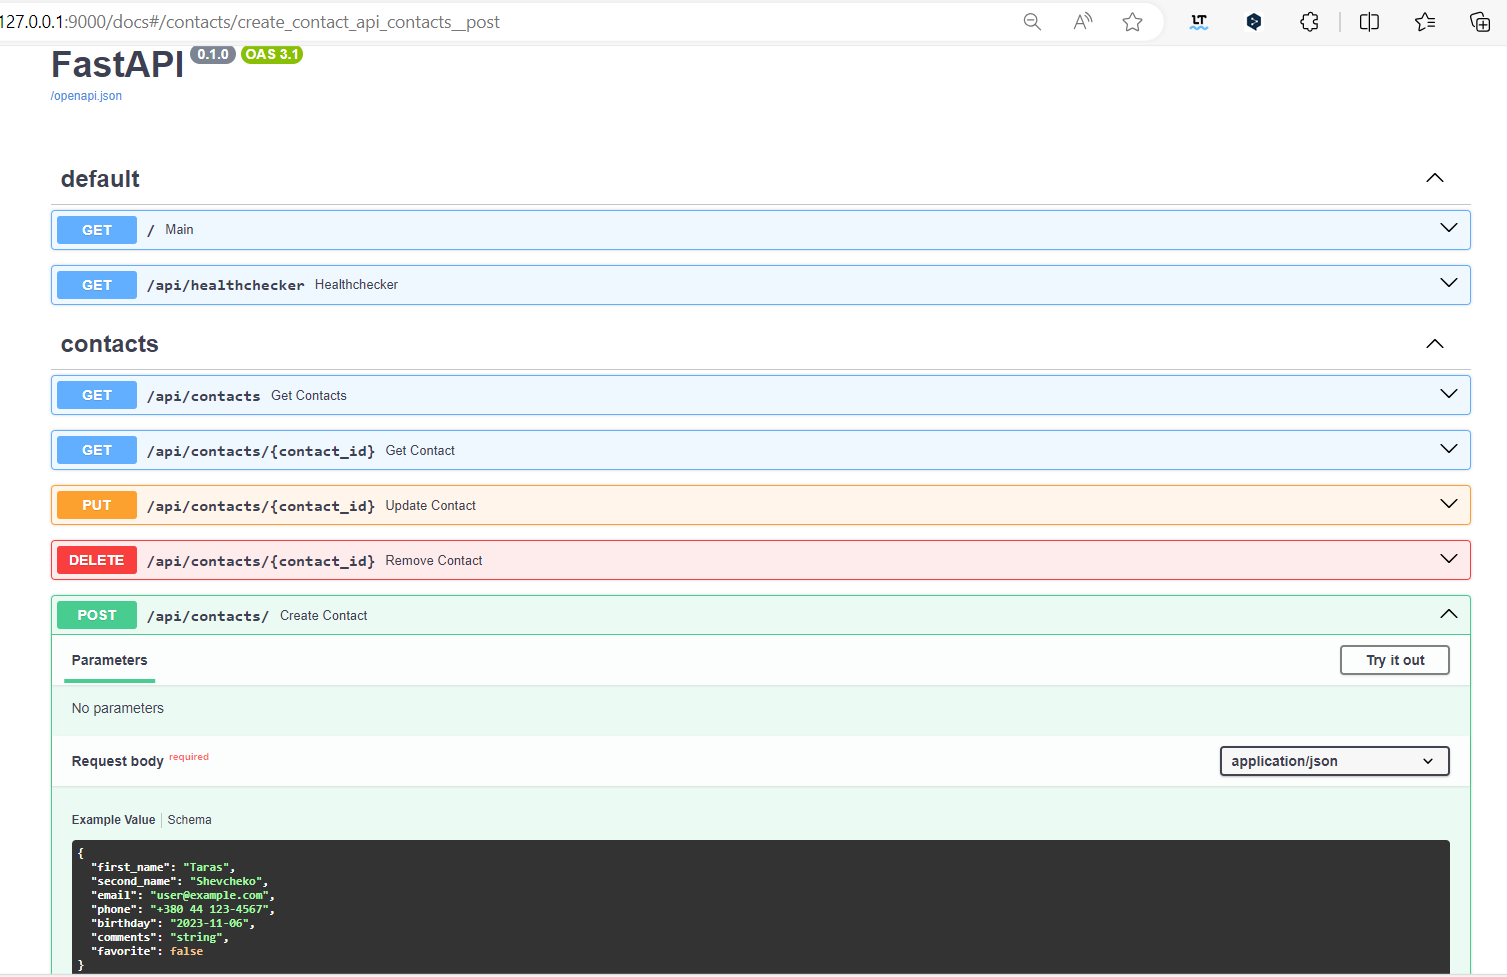 127.0.0.1:9000/docs#/contacts/create_contact_api_contacts__post
FastAPI 0.1.0 OAS 3.1
/openapi.json
default
GET / Main
GET /api/healthchecker Healthchecker
contacts
GET /api/contacts Get Contacts
GET /api/contacts/{contact_id} Get Contact
PUT /api/contacts/{contact_id} Update Contact
DELETE /api/contacts/{contact_id} Remove Contact
POST /api/contacts/ Create Contact
Parameters Try it out
No parameters
Request body required application/json
Example Value Schema
{
"first_name": "Taras",
"second_name": "Shevcheko",
"email": "user@example.com",
"phone": "+380 44 123-4567",
"birthday": "2023-11-06",
"comments": "string",
"favorite": false
}